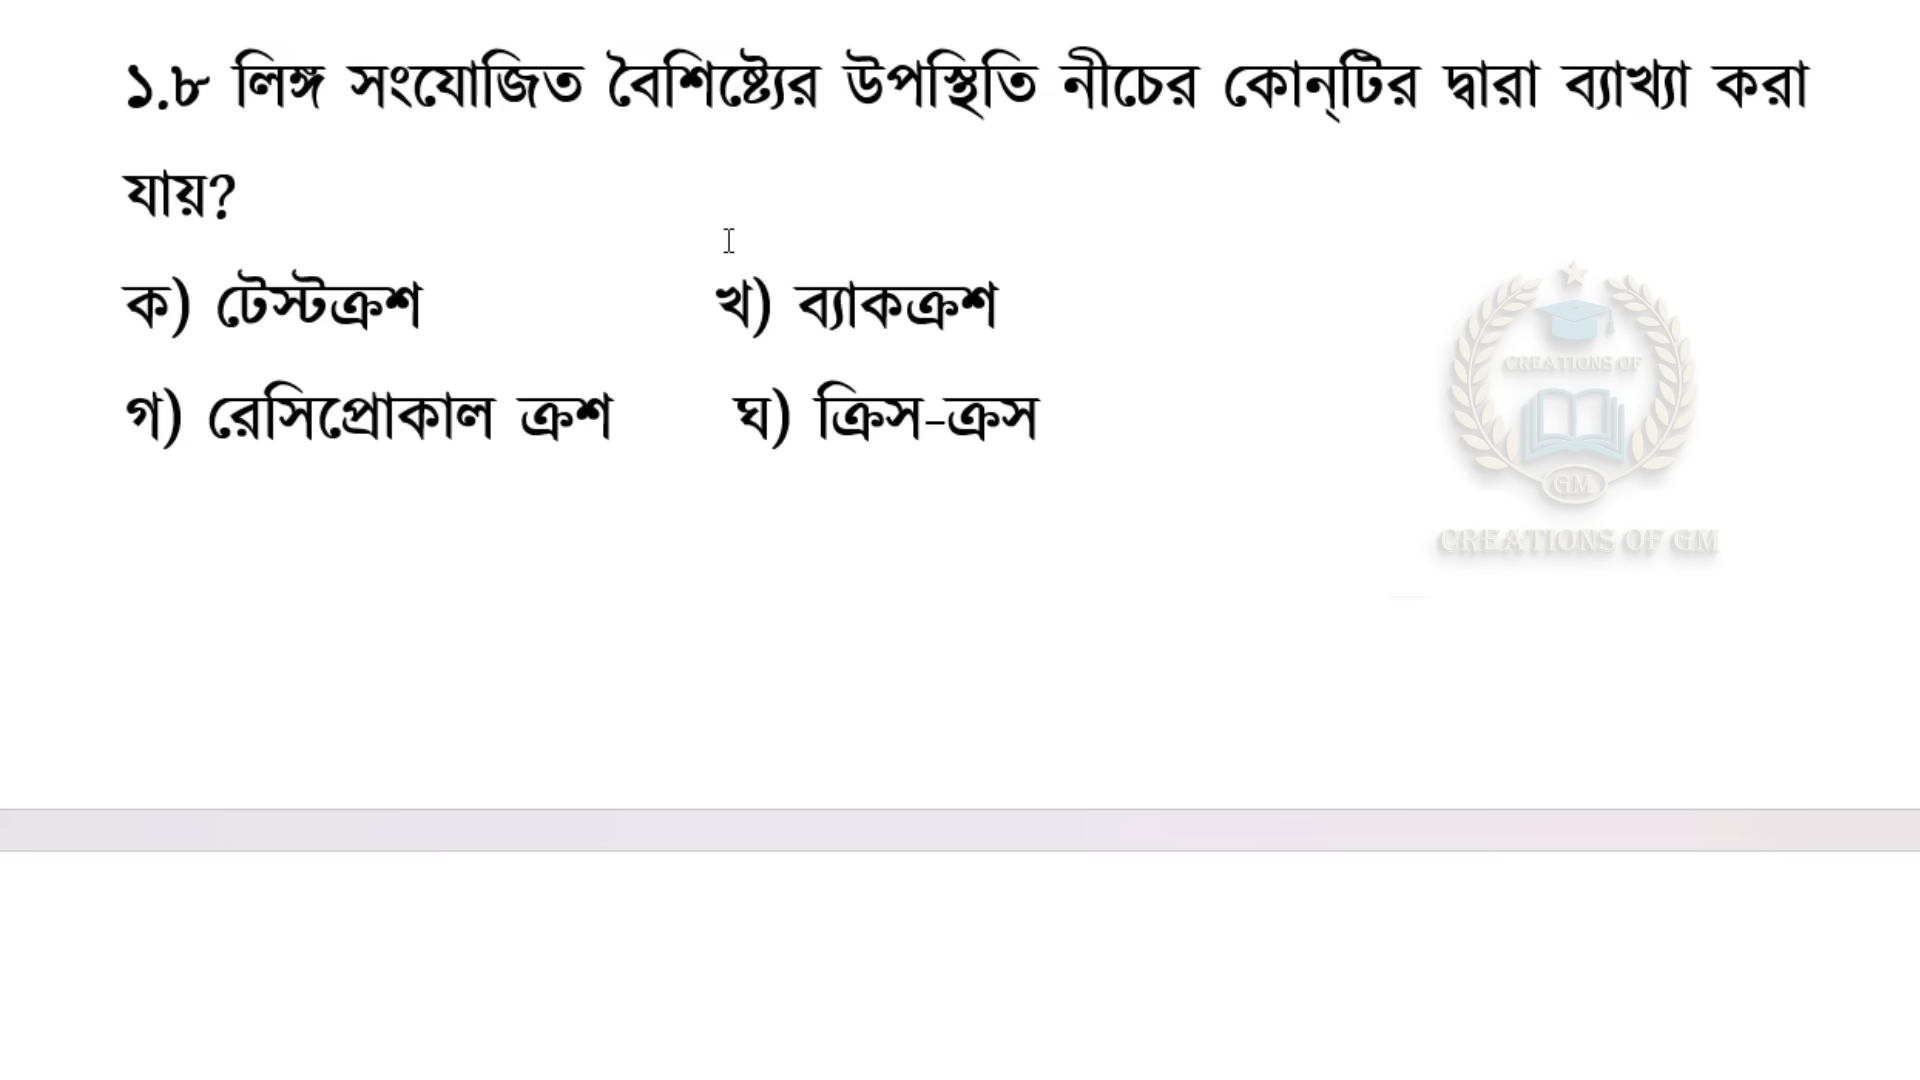 ১.৮ লিঙ্গ সংযোজিত বৈশিষ্ট্যের উপস্থিতি নীচের কোন্‌টির দ্বারা ব্যাখ্যা করা
যায়?
ক) টেস্টক্রশ খ) ব্যাকক্রশ
গ) রেসিপ্রোকাল ক্রশ ঘ) ক্রিস-ক্রস
CREATIONS OF
GM
CREATIONS OF GM